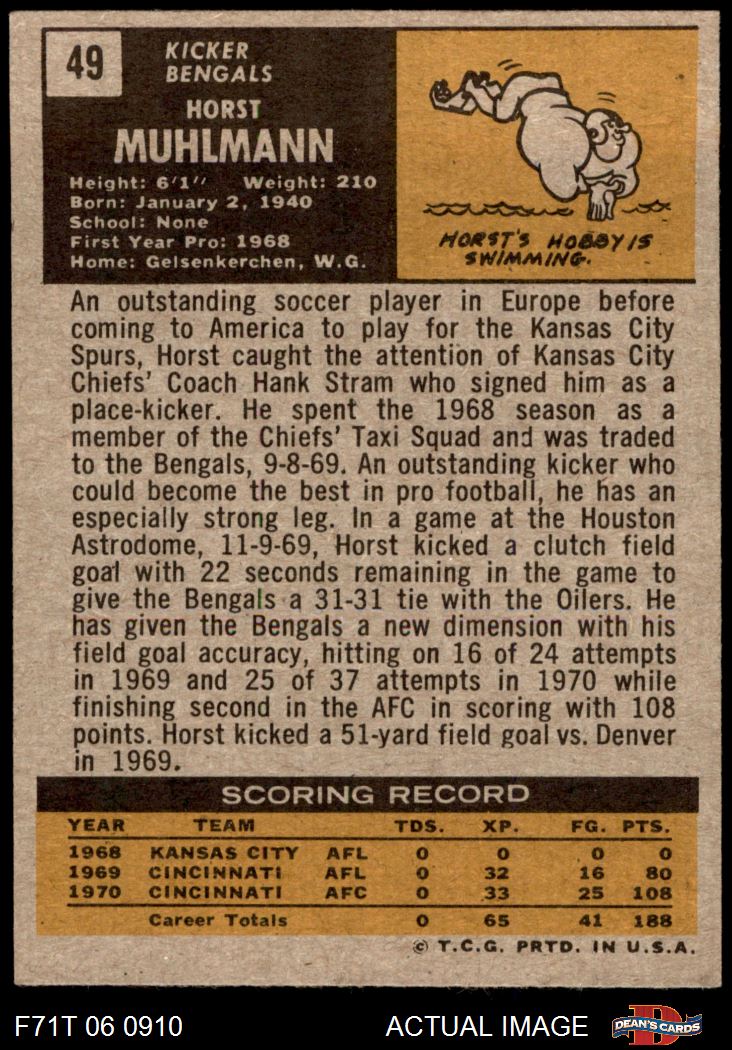 49
KICKER
BENGALS
HORST
MUHLMANN
Height: 6'1" Weight: 210
Born: January 2, 1940
School: None
First Year Pro: 1968
Home: Gelsenkerchen, W.G.
HORST'S HOBBY IS
SWIMMING.
An outstanding soccer player in Europe before
coming to America to play for the Kansas City
Spurs, Horst caught the attention of Kansas City
Chiefs' Coach Hank Stram who signed him as a
place-kicker. He spent the 1968 season as a
member of the Chiefs' Taxi Squad and was traded
to the Bengals, 9-8-69. An outstanding kicker who
could become the best in pro football, he has an
especially strong leg. In a game at the Houston
Astrodome, 11-9-69, Horst kicked a clutch field
goal with 22 seconds remaining in the game to
give the Bengals a 31-31 tie with the Oilers. He
has given the Bengals a new dimension with his
field goal accuracy, hitting on 16 of 24 attempts
in 1969 and 25 of 37 attempts in 1970 while
finishing second in the AFC in scoring with 108
points. Horst kicked a 51-yard field goal vs. Denver
in 1969.
SCORING RECORD
YEAR TEAM TDS. XP. FG. PTS.
1968 KANSAS CITY AFL 0 0 0 0
1969 CINCINNATI AFL 0 32 16 80
1970 CINCINNATI AFC 0 33 25 108
Career Totals 0 65 41 188
© T.C.G. PRTD. IN U.S.A.
F71T 06 0910 ACTUAL IMAGE D DEAN'S CARDS